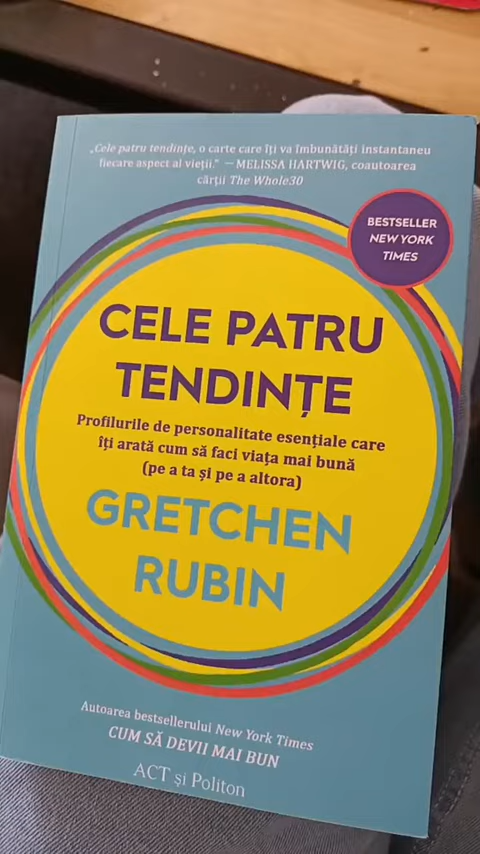 „Cele patru tendințe, o carte care îți va îmbunătăți instantaneu
fiecare aspect al vieții.” —MELISSA HARTWIG, coautoarea
cărții The Whole30
BESTSELLER
NEW YORK
TIMES
CELE PATRU
TENDINȚE
Profilurile de personalitate esențiale care
îți arată cum să faci viața mai bună
(pe a ta și pe a altora)
GRETCHEN
RUBIN
Autoarea bestsellerului New York Times
CUM SĂ DEVII MAI BUN
ACT și Politon